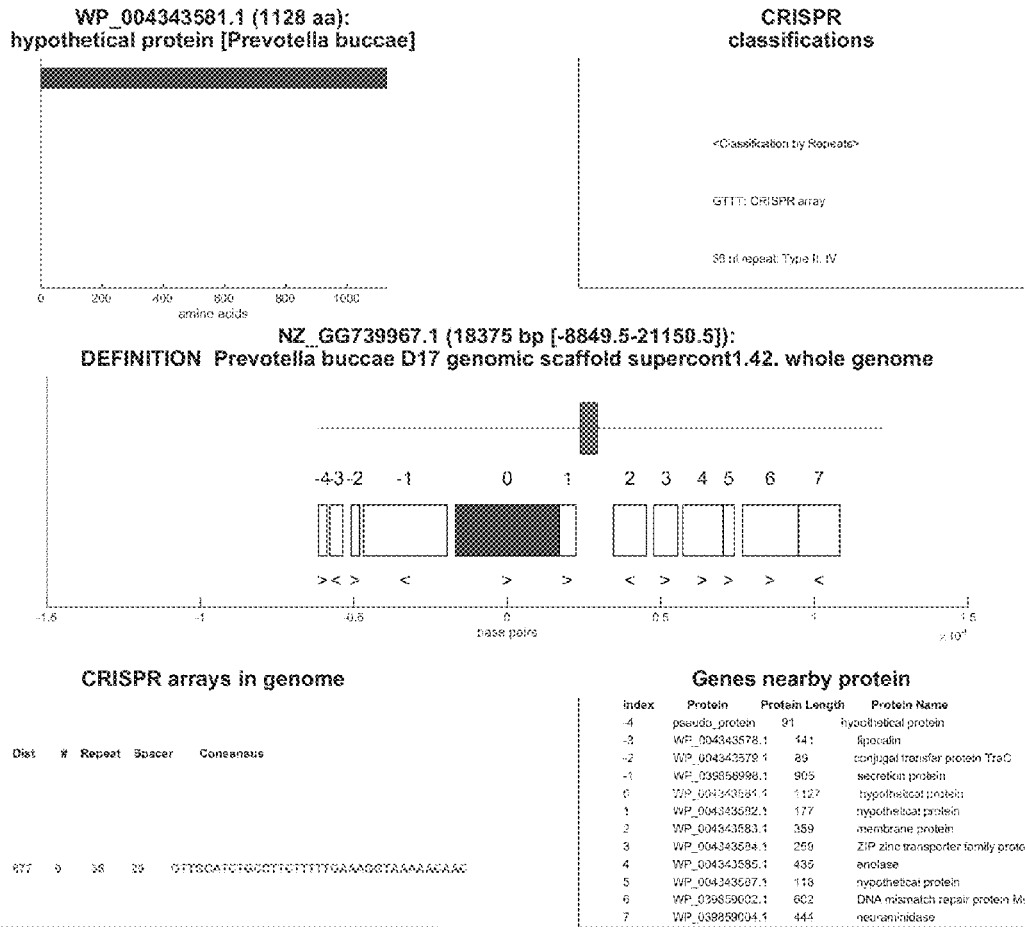 WP_004343581.1 (1128 aa):
hypothetical protein [Prevotella buccae]
0 200 400 600 800 1000
amino acids
CRISPR
classifications
<Classification by Repeats>
GTTT: CRISPR array
36 nt repeat: Type II, IV
NZ_GG739967.1 (18375 bp [-8849.5-21150.5]):
DEFINITION Prevotella buccae D17 genomic scaffold supercont1.42. whole genome
-4 -3 -2 -1 0 1 2 3 4 5 6 7
> < > < > > < > > > > <
-1.5 -1 -0.5 0 0.5 1 1.5
base pairs
CRISPR arrays in genome
Dist # Repeat Spacer Consensus
Genes nearby protein
Index Protein Protein Length Protein Name
-4 pseudo_protein 91 hypothetical protein
-3 WP_004343578.1 141 lipocalin
-2 WP_004343579.1 89 conjugal transfer protein TraC
-1 WP_039858998.1 905 secretion protein
0 WP_004343581.1 1127 hypothetical protein
1 WP_004343582.1 177 hypothetical protein
2 WP_004343583.1 359 membrane protein
3 WP_004343584.1 259 ZIP zinc transporter family prote
4 WP_004343585.1 435 enolase
5 WP_004343587.1 118 hypothetical protein
6 WP_039859002.1 602 DNA mismatch repair protein M
7 WP_039859004.1 444 neuraminidase